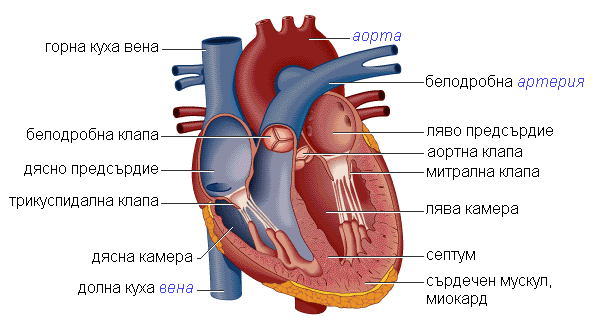 горна куха вена
белодробна клапа
дясно предсърдие
трикуспидална клапа
дясна камера
долна куха вена
аорта
белодробна артерия
ляво предсърдие
аортна клапа
митрална клапа
лява камера
септум
сърдечен мускул,
миокард